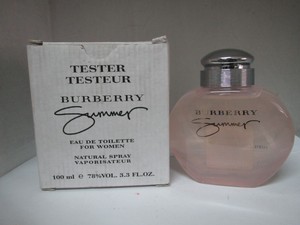 TESTER
TESTEUR
BURBERRY
Summer
EAU DE TOILETTE
FOR WOMEN
NATURAL SPRAY
VAPORISATEUR
100 ml e 78%VOL. 3.3 FL.OZ.
BURBERRY
Summer